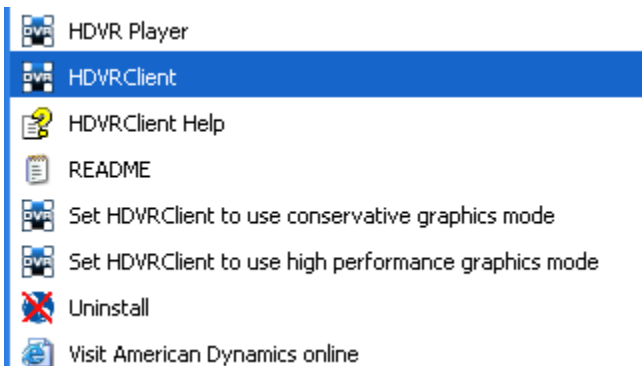 HDVR Player
HDVRClient
HDVRClient Help
README
Set HDVRClient to use conservative graphics mode
Set HDVRClient to use high performance graphics mode
Uninstall
Visit American Dynamics online